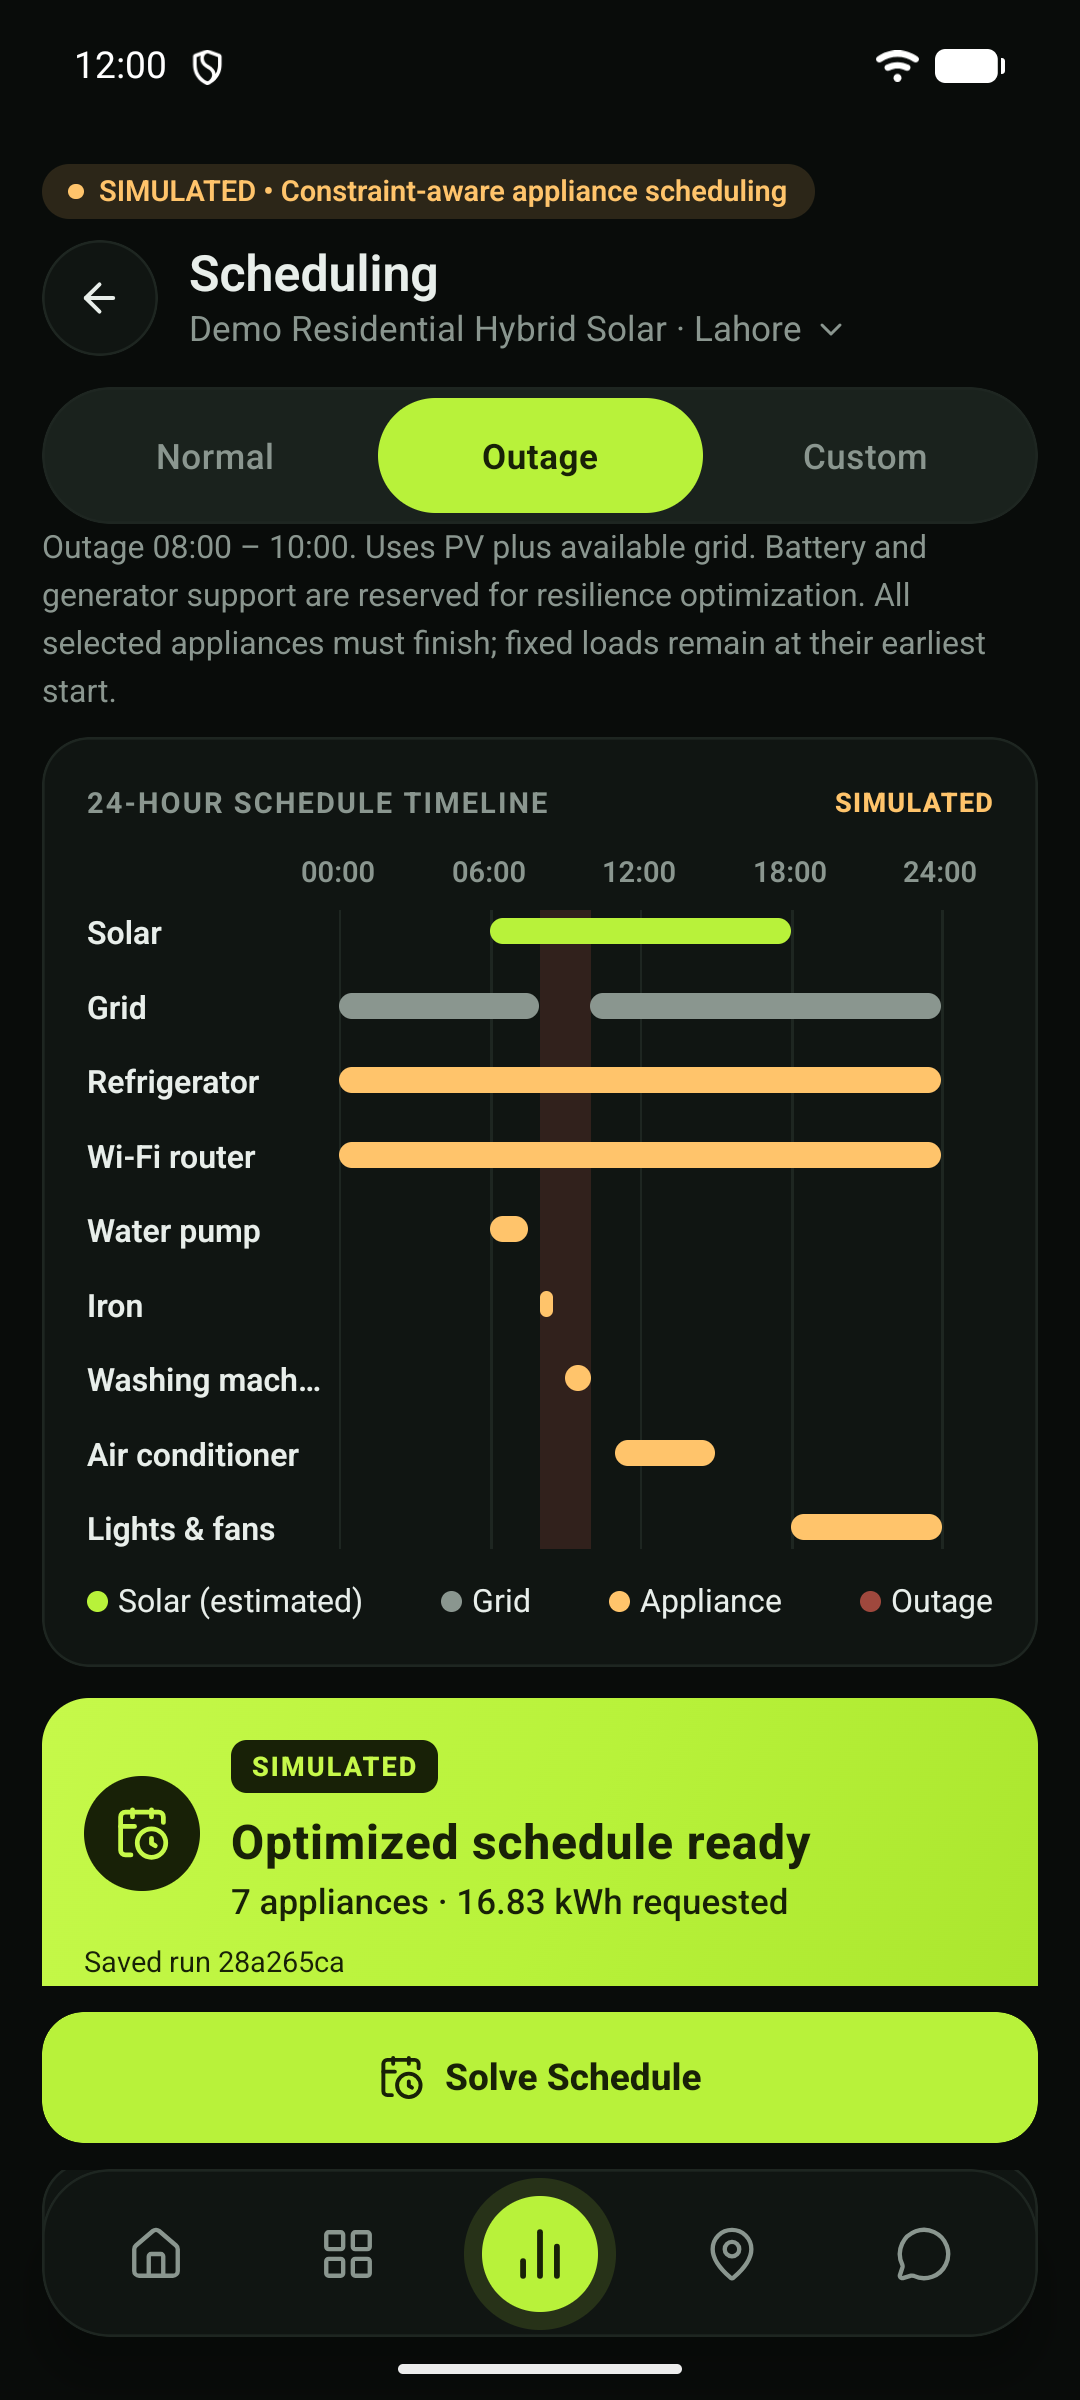 12:00
SIMULATED • Constraint-aware appliance scheduling
Scheduling
Demo Residential Hybrid Solar · Lahore
Normal
Outage
Custom
Outage 08:00 – 10:00. Uses PV plus available grid. Battery and
generator support are reserved for resilience optimization. All
selected appliances must finish; fixed loads remain at their earliest
start.
24-HOUR SCHEDULE TIMELINE
SIMULATED
00:00 06:00 12:00 18:00 24:00
Solar
Grid
Refrigerator
Wi-Fi router
Water pump
Iron
Washing mach...
Air conditioner
Lights & fans
Solar (estimated) Grid Appliance Outage
SIMULATED
Optimized schedule ready
7 appliances · 16.83 kWh requested
Saved run 28a265ca
Solve Schedule